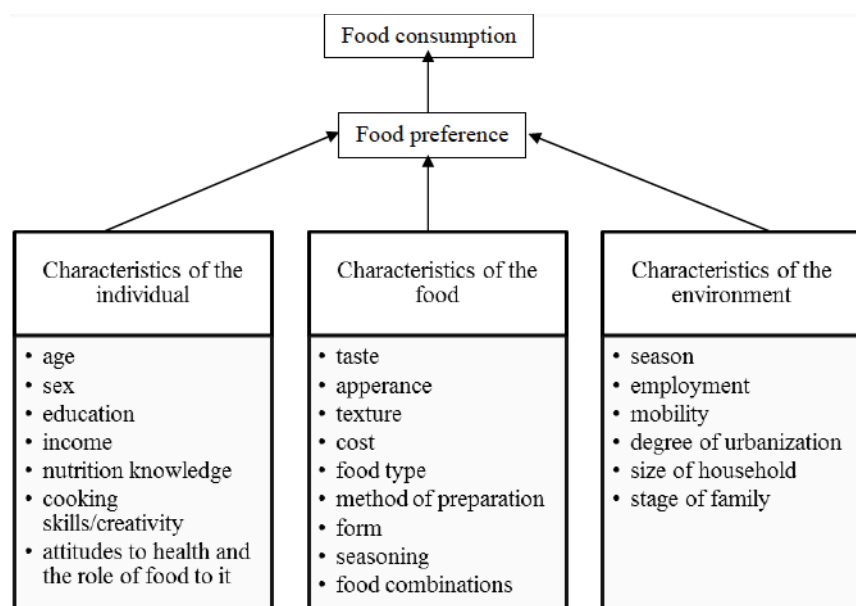 Food consumption
Food preference
Characteristics of the
individual
• age
• sex
• education
• income
• nutrition knowledge
• cooking
skills/creativity
• attitudes to health and
the role of food to it
Characteristics of the
food
• taste
• apperance
• texture
• cost
• food type
• method of preparation
• form
• seasoning
• food combinations
Characteristics of the
environment
• season
• employment
• mobility
• degree of urbanization
• size of household
• stage of family